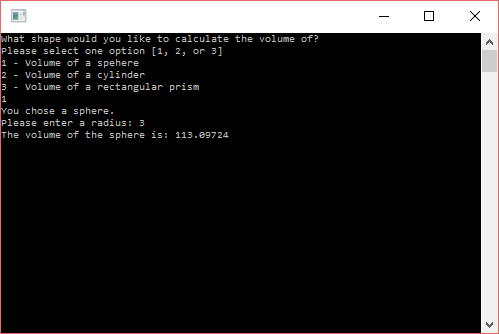 What shape would you like to calculate the volume of?
Please select one option [1, 2, or 3]
1 - Volume of a spehere
2 - Volume of a cylinder
3 - Volume of a rectangular prism
1
You chose a sphere.
Please enter a radius: 3
The volume of the sphere is: 113.09724